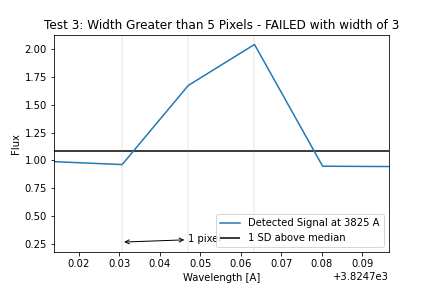 Test 3: Width Greater than 5 Pixels - FAILED with width of 3
2.00
1.75
1.50
1.25
1.00
0.75
0.50
0.25
Flux
1 pixe
Detected Signal at 3825 A
1 SD above median
0.02 0.03 0.04 0.05 0.06 0.07 0.08 0.09
Wavelength [A]
+3.8247e3